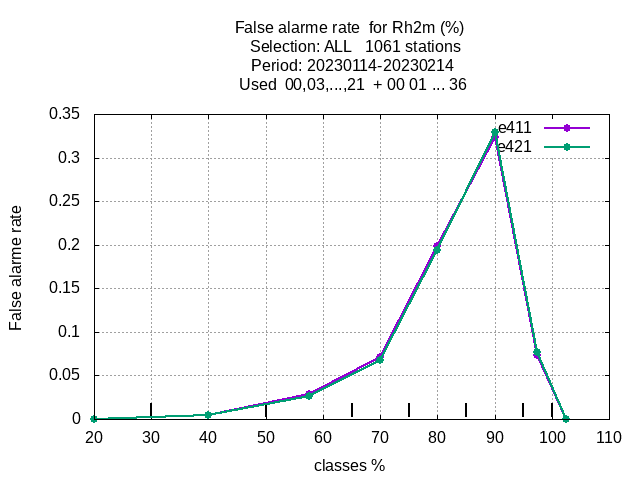 False alarme rate  for Rh2m (%)
Selection: ALL   1061 stations
Period: 20230114-20230214
Used  00,03,...,21  + 00 01 ... 36
0.35
0.3
0.25
0.2
0.15
0.1
0.05
0
False alarme rate
e411
e421
20 30 40 50 60 70 80 90 100 110
classes %